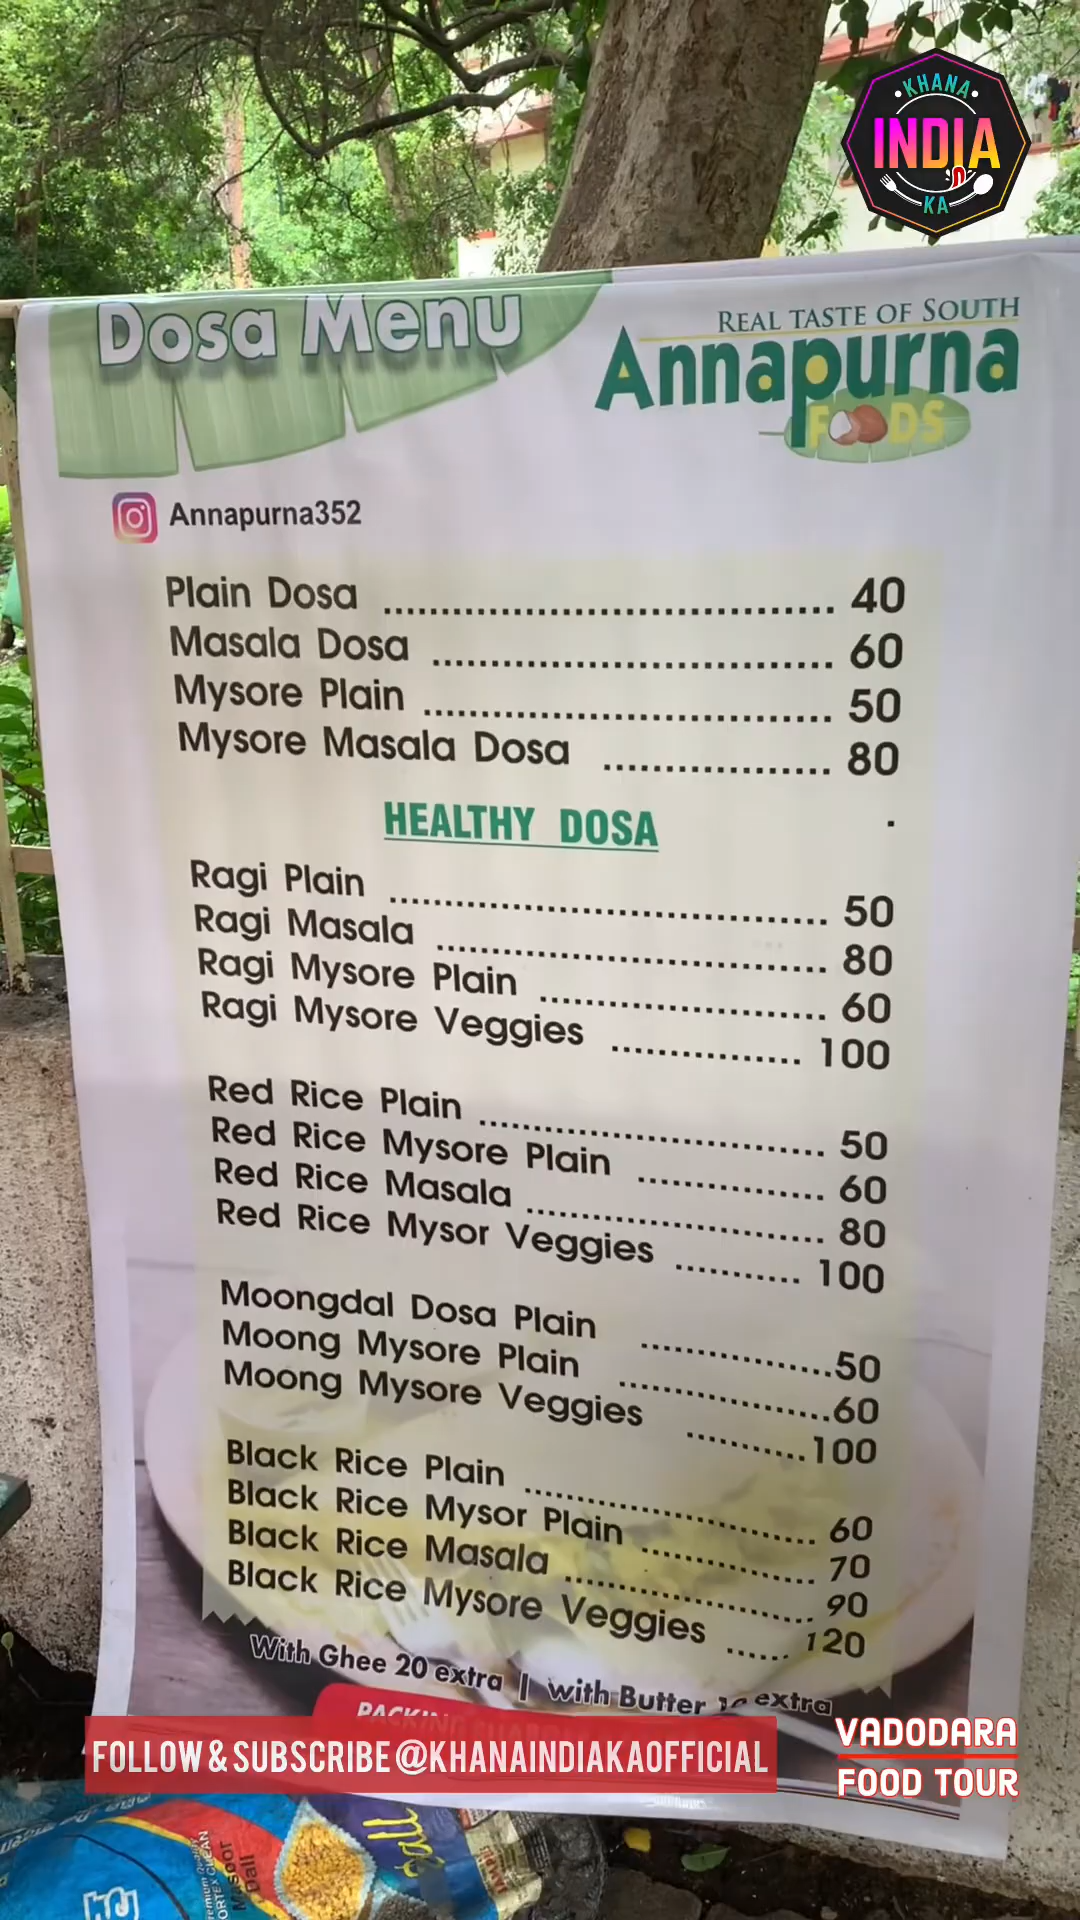 KHANA
INDIA
KA
Dosa Menu
REAL TASTE OF SOUTH
Annapurna
FOODS
Annapurna352
Plain Dosa ........ 40
Masala Dosa ........ 60
Mysore Plain ........ 50
Mysore Masala Dosa ........ 80
HEALTHY DOSA .
Ragi Plain ........ 50
Ragi Masala ........ 80
Ragi Mysore Plain ........ 60
Ragi Mysore Veggies ........ 100
Red Rice Plain ........ 50
Red Rice Mysore Plain ........ 60
Red Rice Masala ........ 80
Red Rice Mysor Veggies ........ 100
Moongdal Dosa Plain ........ 50
Moong Mysore Plain ........ 60
Moong Mysore Veggies ........ 100
Black Rice Plain ........ 60
Black Rice Mysor Plain ........ 70
Black Rice Masala ........ 90
Black Rice Mysore Veggies ........ 120
With Ghee 20 extra | with Butter extra
PACKING
FOLLOW & SUBSCRIBE @KHANAINDIAKAOFFICIAL
VADODARA
FOOD TOUR
Masoor
Dall